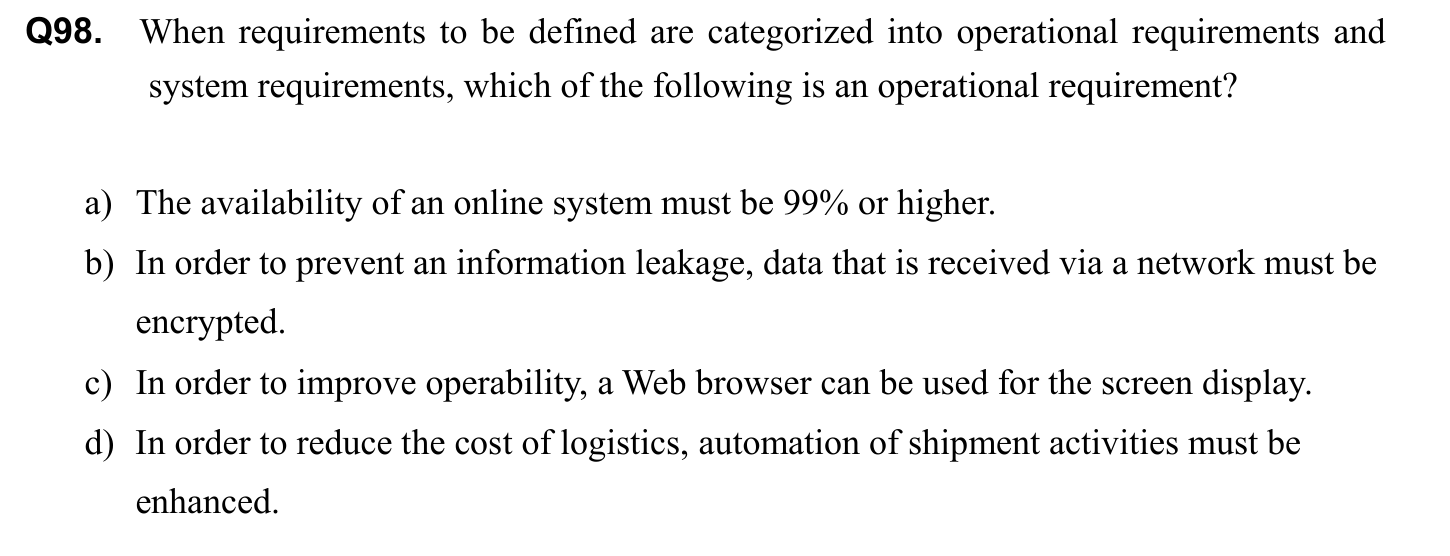 Q98. When requirements to be defined are categorized into operational requirements and
system requirements, which of the following is an operational requirement?
a) The availability of an online system must be 99% or higher.
b) In order to prevent an information leakage, data that is received via a network must be
encrypted.
c) In order to improve operability, a Web browser can be used for the screen display.
d) In order to reduce the cost of logistics, automation of shipment activities must be
enhanced.